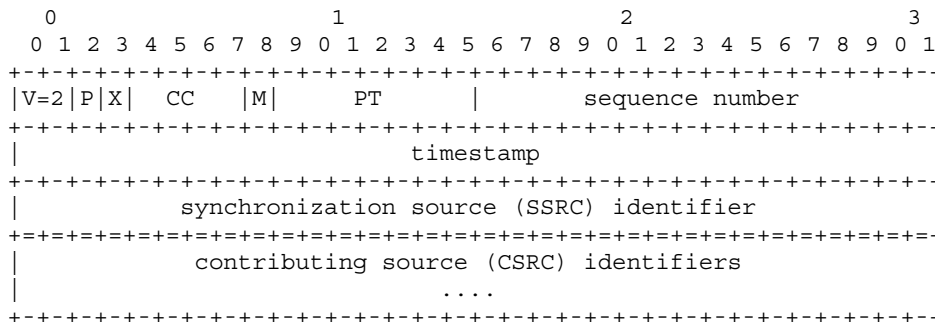 0                   1                   2                   3
 0 1 2 3 4 5 6 7 8 9 0 1 2 3 4 5 6 7 8 9 0 1 2 3 4 5 6 7 8 9 0 1
+-+-+-+-+-+-+-+-+-+-+-+-+-+-+-+-+-+-+-+-+-+-+-+-+-+-+-+-+-+-+-+-
|V=2|P|X|  CC   |M|     PT      |       sequence number
+-+-+-+-+-+-+-+-+-+-+-+-+-+-+-+-+-+-+-+-+-+-+-+-+-+-+-+-+-+-+-+-
|                           timestamp
+-+-+-+-+-+-+-+-+-+-+-+-+-+-+-+-+-+-+-+-+-+-+-+-+-+-+-+-+-+-+-+-
|           synchronization source (SSRC) identifier
+=+=+=+=+=+=+=+=+=+=+=+=+=+=+=+=+=+=+=+=+=+=+=+=+=+=+=+=+=+=+=+=
|            contributing source (CSRC) identifiers
|                             ....
+-+-+-+-+-+-+-+-+-+-+-+-+-+-+-+-+-+-+-+-+-+-+-+-+-+-+-+-+-+-+-+-